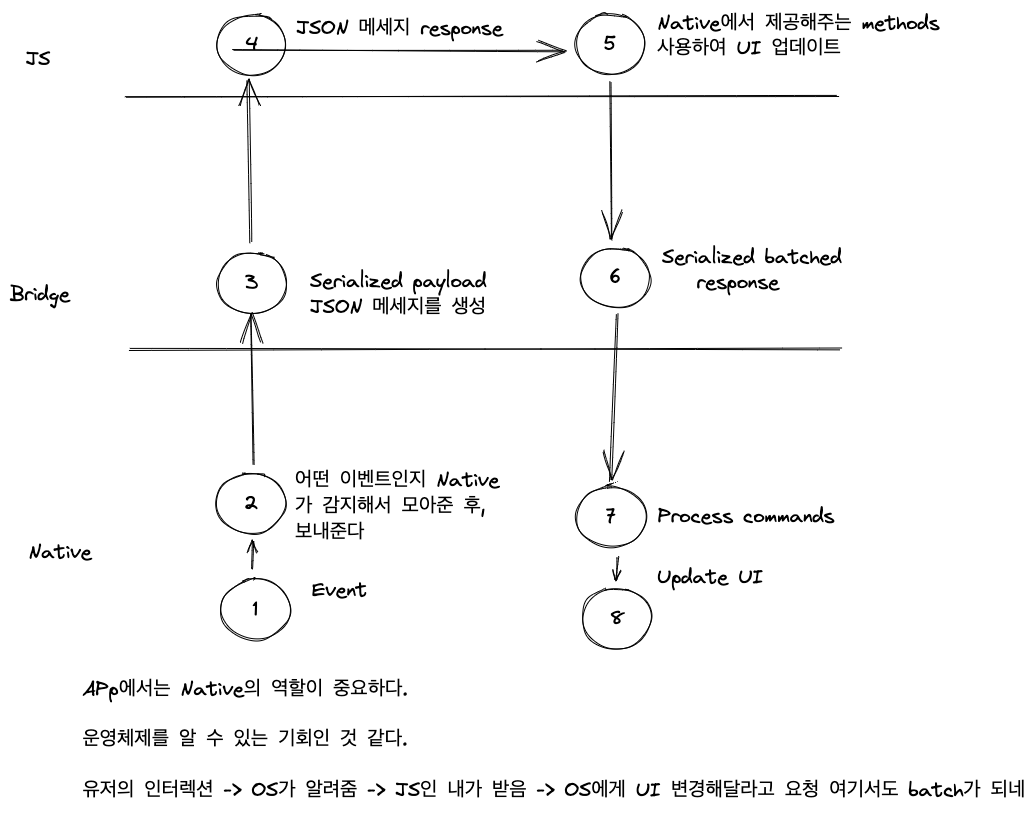 JS
4
JSON 메세지 response
5
Native에서 제공해주는 methods
사용하여 UI 업데이트
Bridge
3
Serialized payload
JSON 메세지를 생성
6
Serialized batched
response
Native
2
어떤 이벤트인지 Native
가 감지해서 모아준 후,
보내준다
1
Event
7
Process commands
Update UI
8
APp에서는 Native의 역할이 중요하다.
운영체제를 알 수 있는 기회인 것 같다.
유저의 인터렉션 -> OS가 알려줌 -> JS인 내가 받음 -> OS에게 UI 변경해달라고 요청 여기서도 batch가 되네